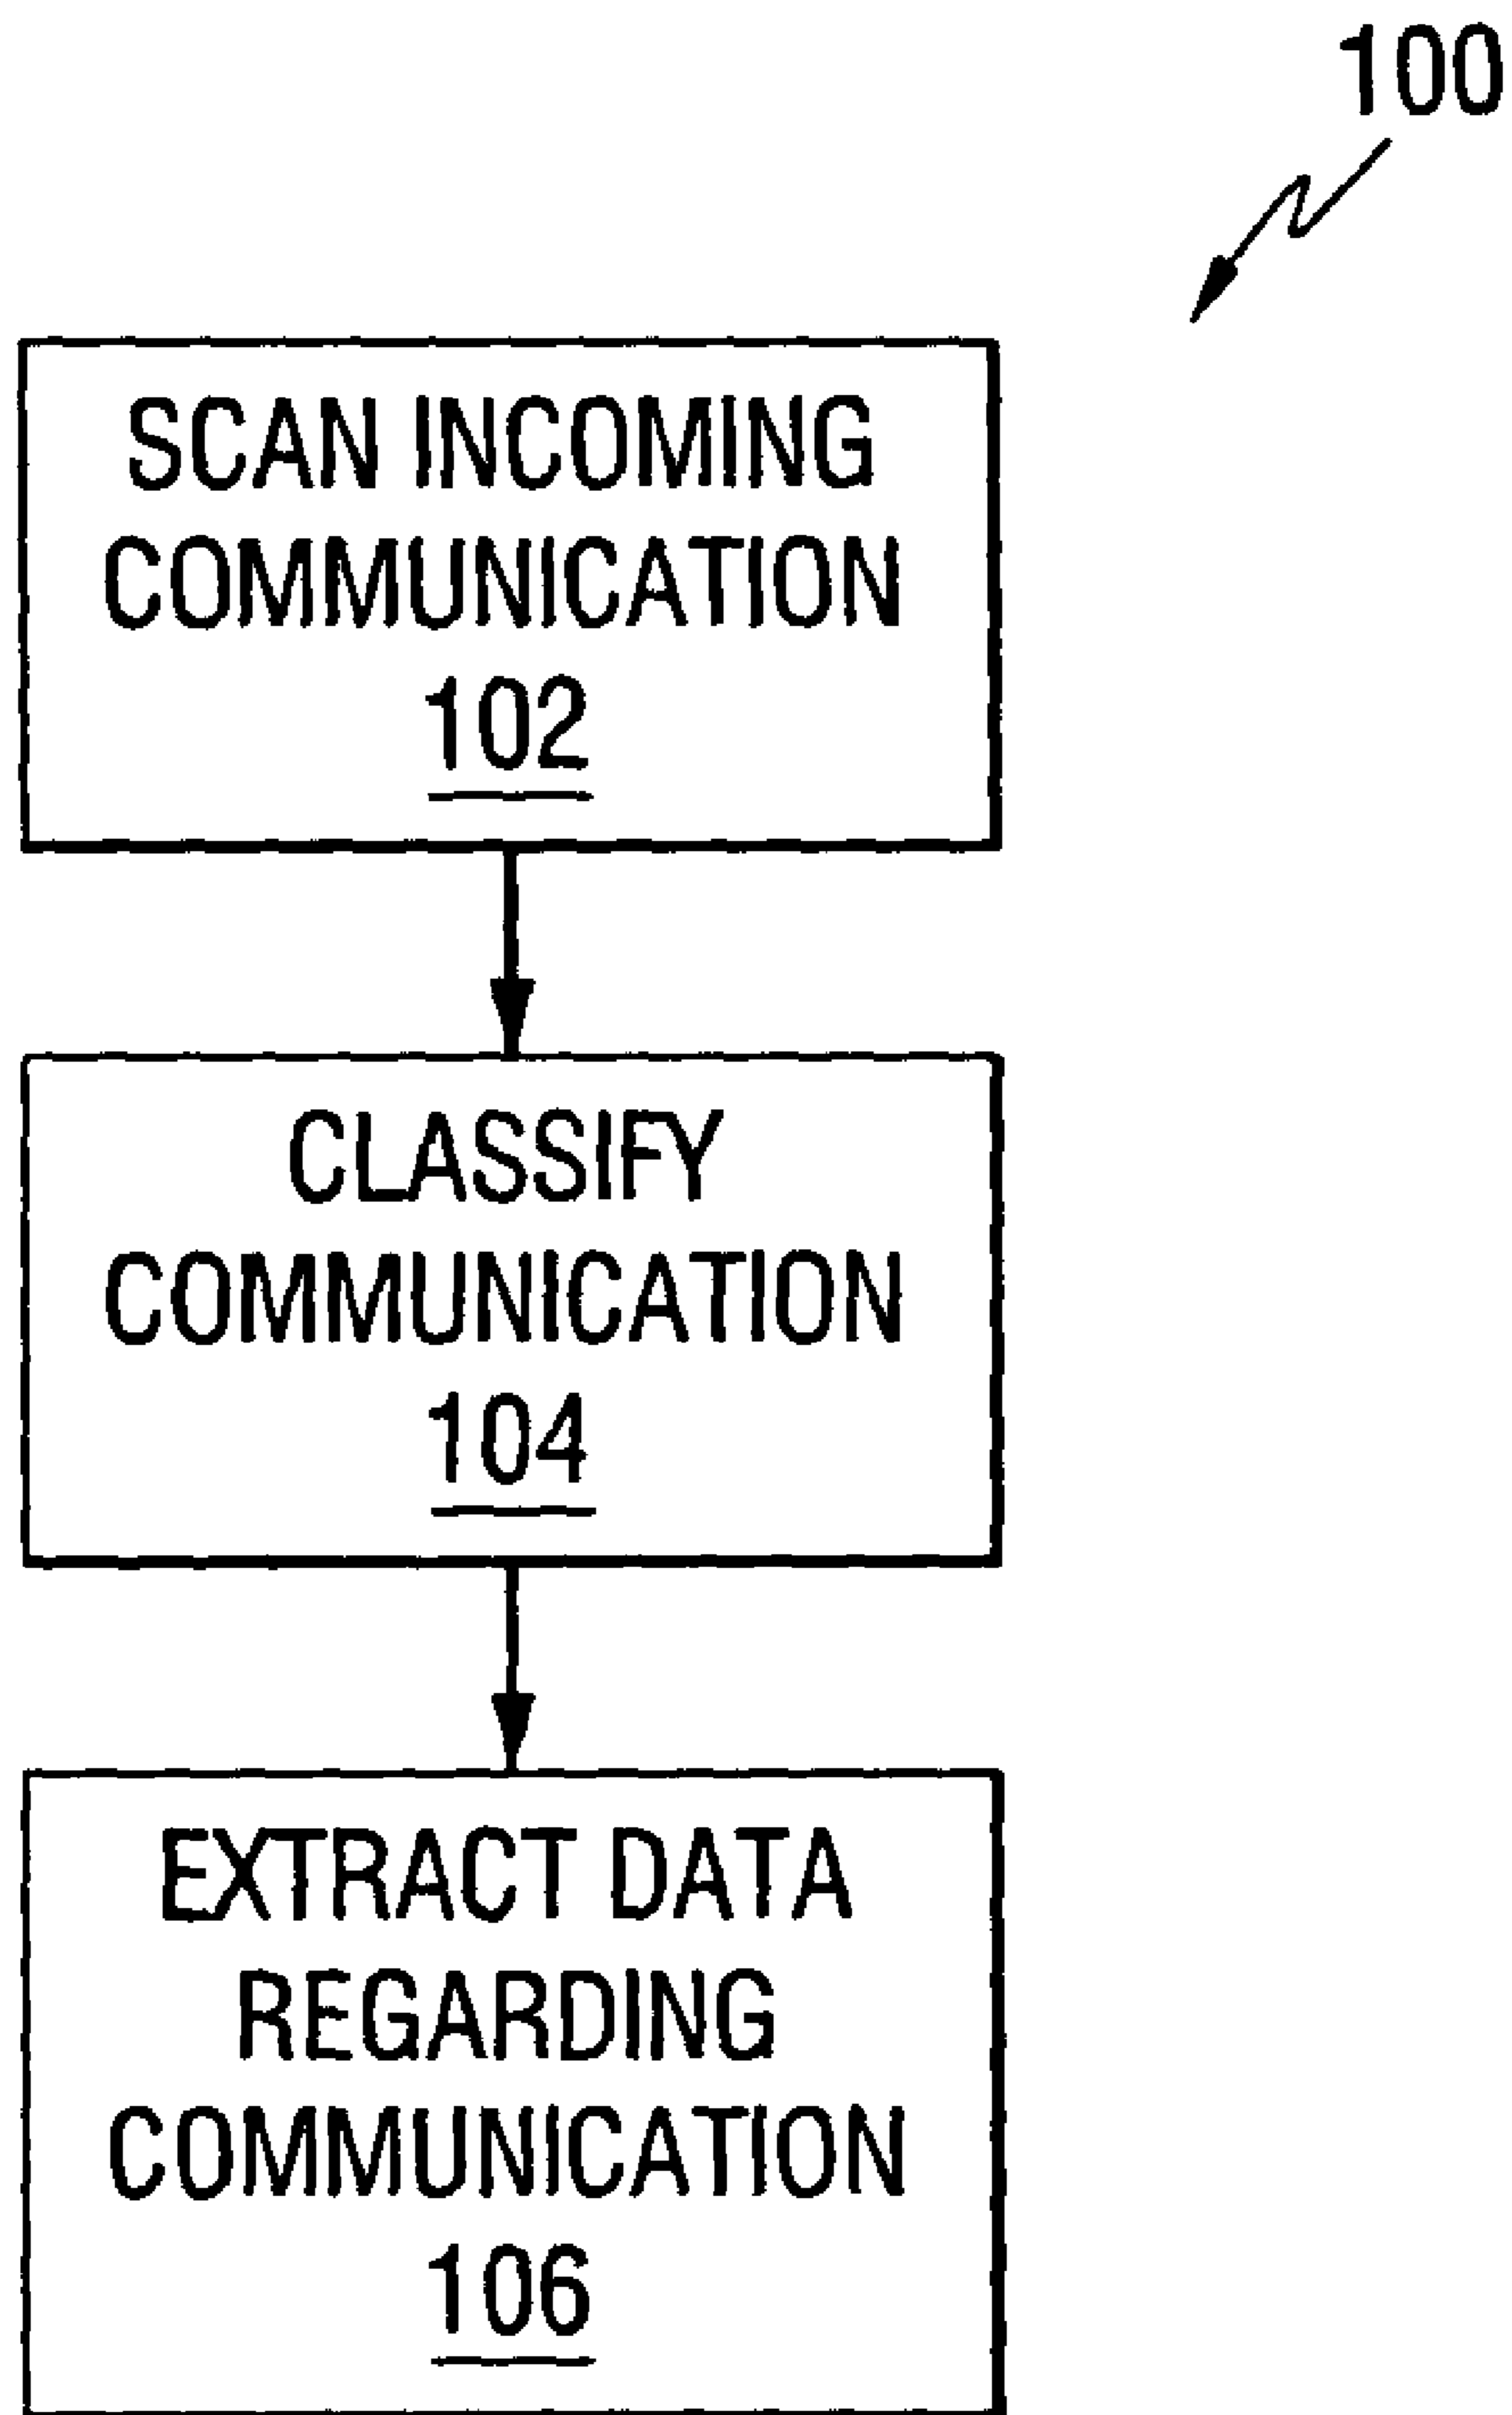 100
SCAN INCOMING
COMMUNICATION
102
CLASSIFY
COMMUNICATION
104
EXTRACT DATA
REGARDING
COMMUNICATION
106